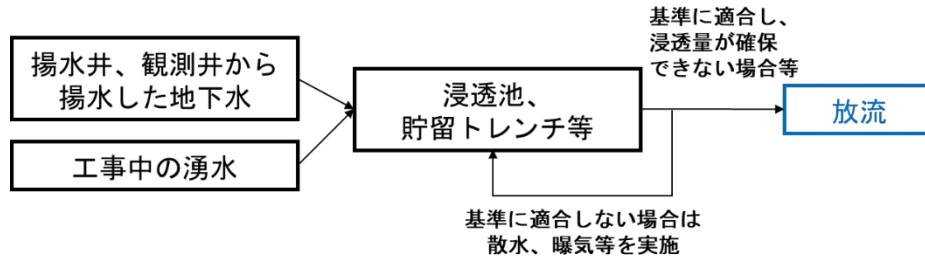 揚水井、観測井から
揚水した地下水
工事中の湧水
浸透池、
貯留トレンチ等
基準に適合し、
浸透量が確保
できない場合等
放流
基準に適合しない場合は
散水、曝気等を実施